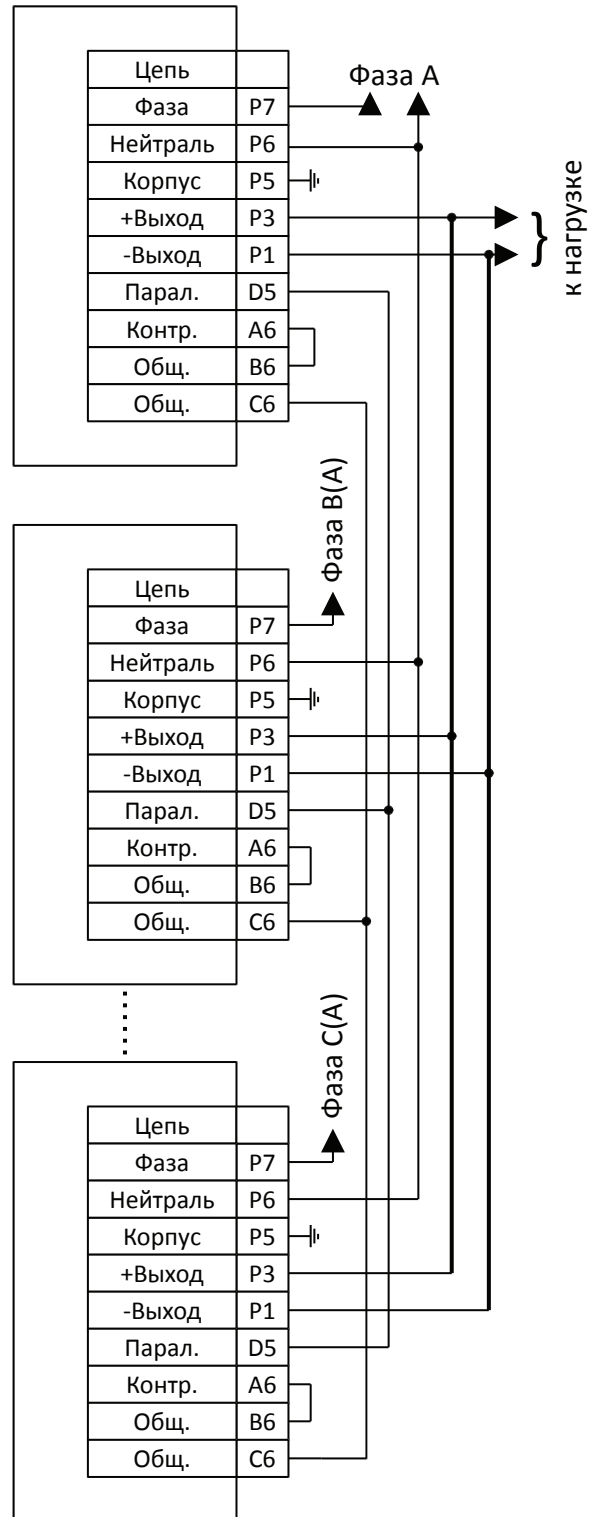 Цепь
Фаза P7
Нейтраль P6
Корпус P5
+Выход P3
-Выход P1
Парал. D5
Контр. A6
Общ. B6
Общ. C6
Фаза А
} к нагрузке
Фаза В(А)
Цепь
Фаза P7
Нейтраль P6
Корпус P5
+Выход P3
-Выход P1
Парал. D5
Контр. A6
Общ. B6
Общ. C6
Фаза С(А)
Цепь
Фаза P7
Нейтраль P6
Корпус P5
+Выход P3
-Выход P1
Парал. D5
Контр. A6
Общ. B6
Общ. C6